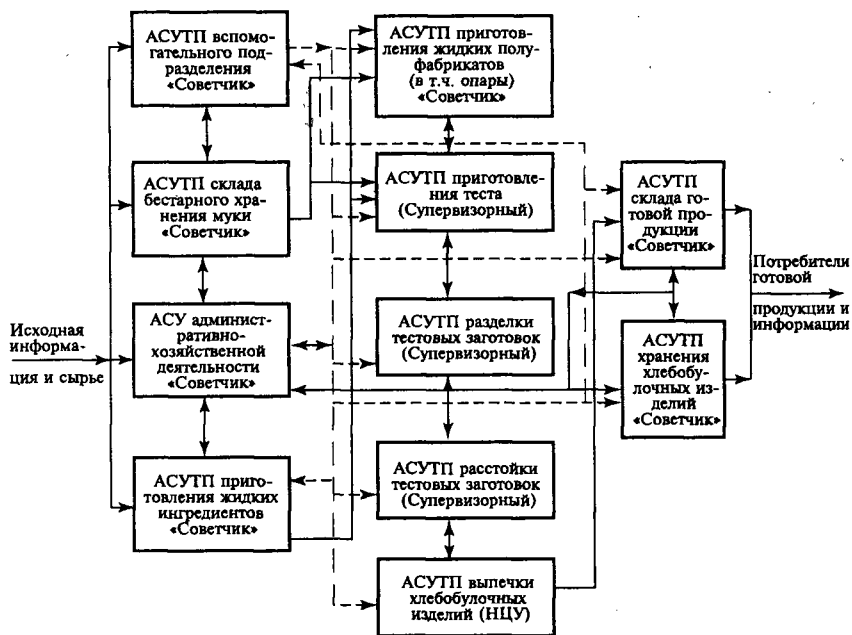 АСУТП вспомо-
гательного под-
разделения
«Советчик»
АСУТП склада
бестарного хра-
нения муки
«Советчик»
Исходная
информа-
ция и сырье
АСУ админист-
ративно-
хозяйственной
деятельности
«Советчик»
АСУТП приго-
товления жидких
ингредиентов
«Советчик»
АСУТП приготов-
ления жидких полу-
фабрикатов
(в т.ч. опары)
«Советчик»
АСУТП приготовле-
ния теста
(Супервизорный)
АСУТП разделки
тестовых заготовок
(Супервизорный)
АСУТП расстойки
тестовых заготовок
(Супервизорный)
АСУТП выпечки
хлебобулочных
изделий (НЦУ)
АСУТП
склада го-
товой про-
дукции
«Советчик»
АСУТП
хранения
хлебобу-
лочных из-
делий
«Советчик»
Потребители
готовой
продукции и
информации